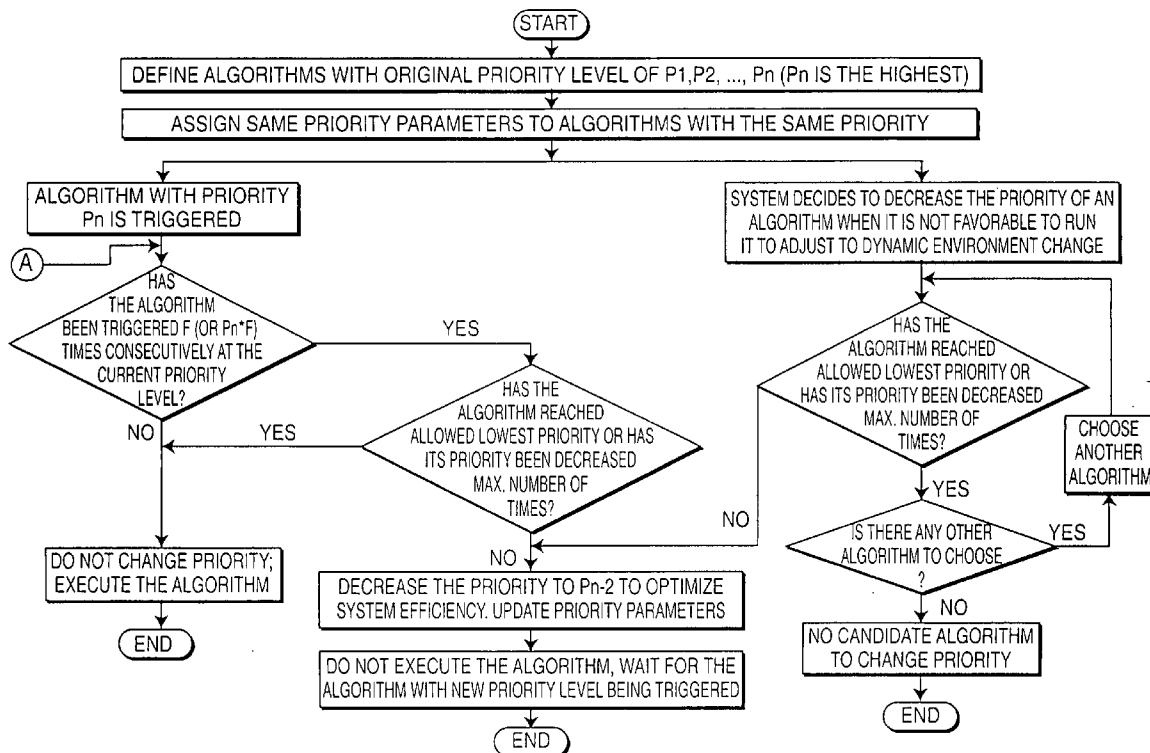 START
DEFINE ALGORITHMS WITH ORIGINAL PRIORITY LEVEL OF P1,P2, ..., Pn (Pn IS THE HIGHEST)
ASSIGN SAME PRIORITY PARAMETERS TO ALGORITHMS WITH THE SAME PRIORITY
ALGORITHM WITH PRIORITY
Pn IS TRIGGERED
A
HAS
THE ALGORITHM
BEEN TRIGGERED F (OR Pn*F)
TIMES CONSECUTIVELY AT THE
CURRENT PRIORITY
LEVEL?
YES
NO
HAS THE
ALGORITHM REACHED
ALLOWED LOWEST PRIORITY OR HAS
ITS PRIORITY BEEN DECREASED
MAX. NUMBER OF
TIMES?
YES
NO
DO NOT CHANGE PRIORITY;
EXECUTE THE ALGORITHM
END
DECREASE THE PRIORITY TO Pn-2 TO OPTIMIZE
SYSTEM EFFICIENCY. UPDATE PRIORITY PARAMETERS
DO NOT EXECUTE THE ALGORITHM, WAIT FOR THE
ALGORITHM WITH NEW PRIORITY LEVEL BEING TRIGGERED
END
SYSTEM DECIDES TO DECREASE THE PRIORITY OF AN
ALGORITHM WHEN IT IS NOT FAVORABLE TO RUN
IT TO ADJUST TO DYNAMIC ENVIRONMENT CHANGE
HAS THE
ALGORITHM REACHED
ALLOWED LOWEST PRIORITY OR
HAS ITS PRIORITY BEEN DECREASED
MAX. NUMBER OF
TIMES?
NO
YES
CHOOSE
ANOTHER
ALGORITHM
IS THERE ANY OTHER
ALGORITHM TO CHOOSE
?
YES
NO
NO CANDIDATE ALGORITHM
TO CHANGE PRIORITY
END